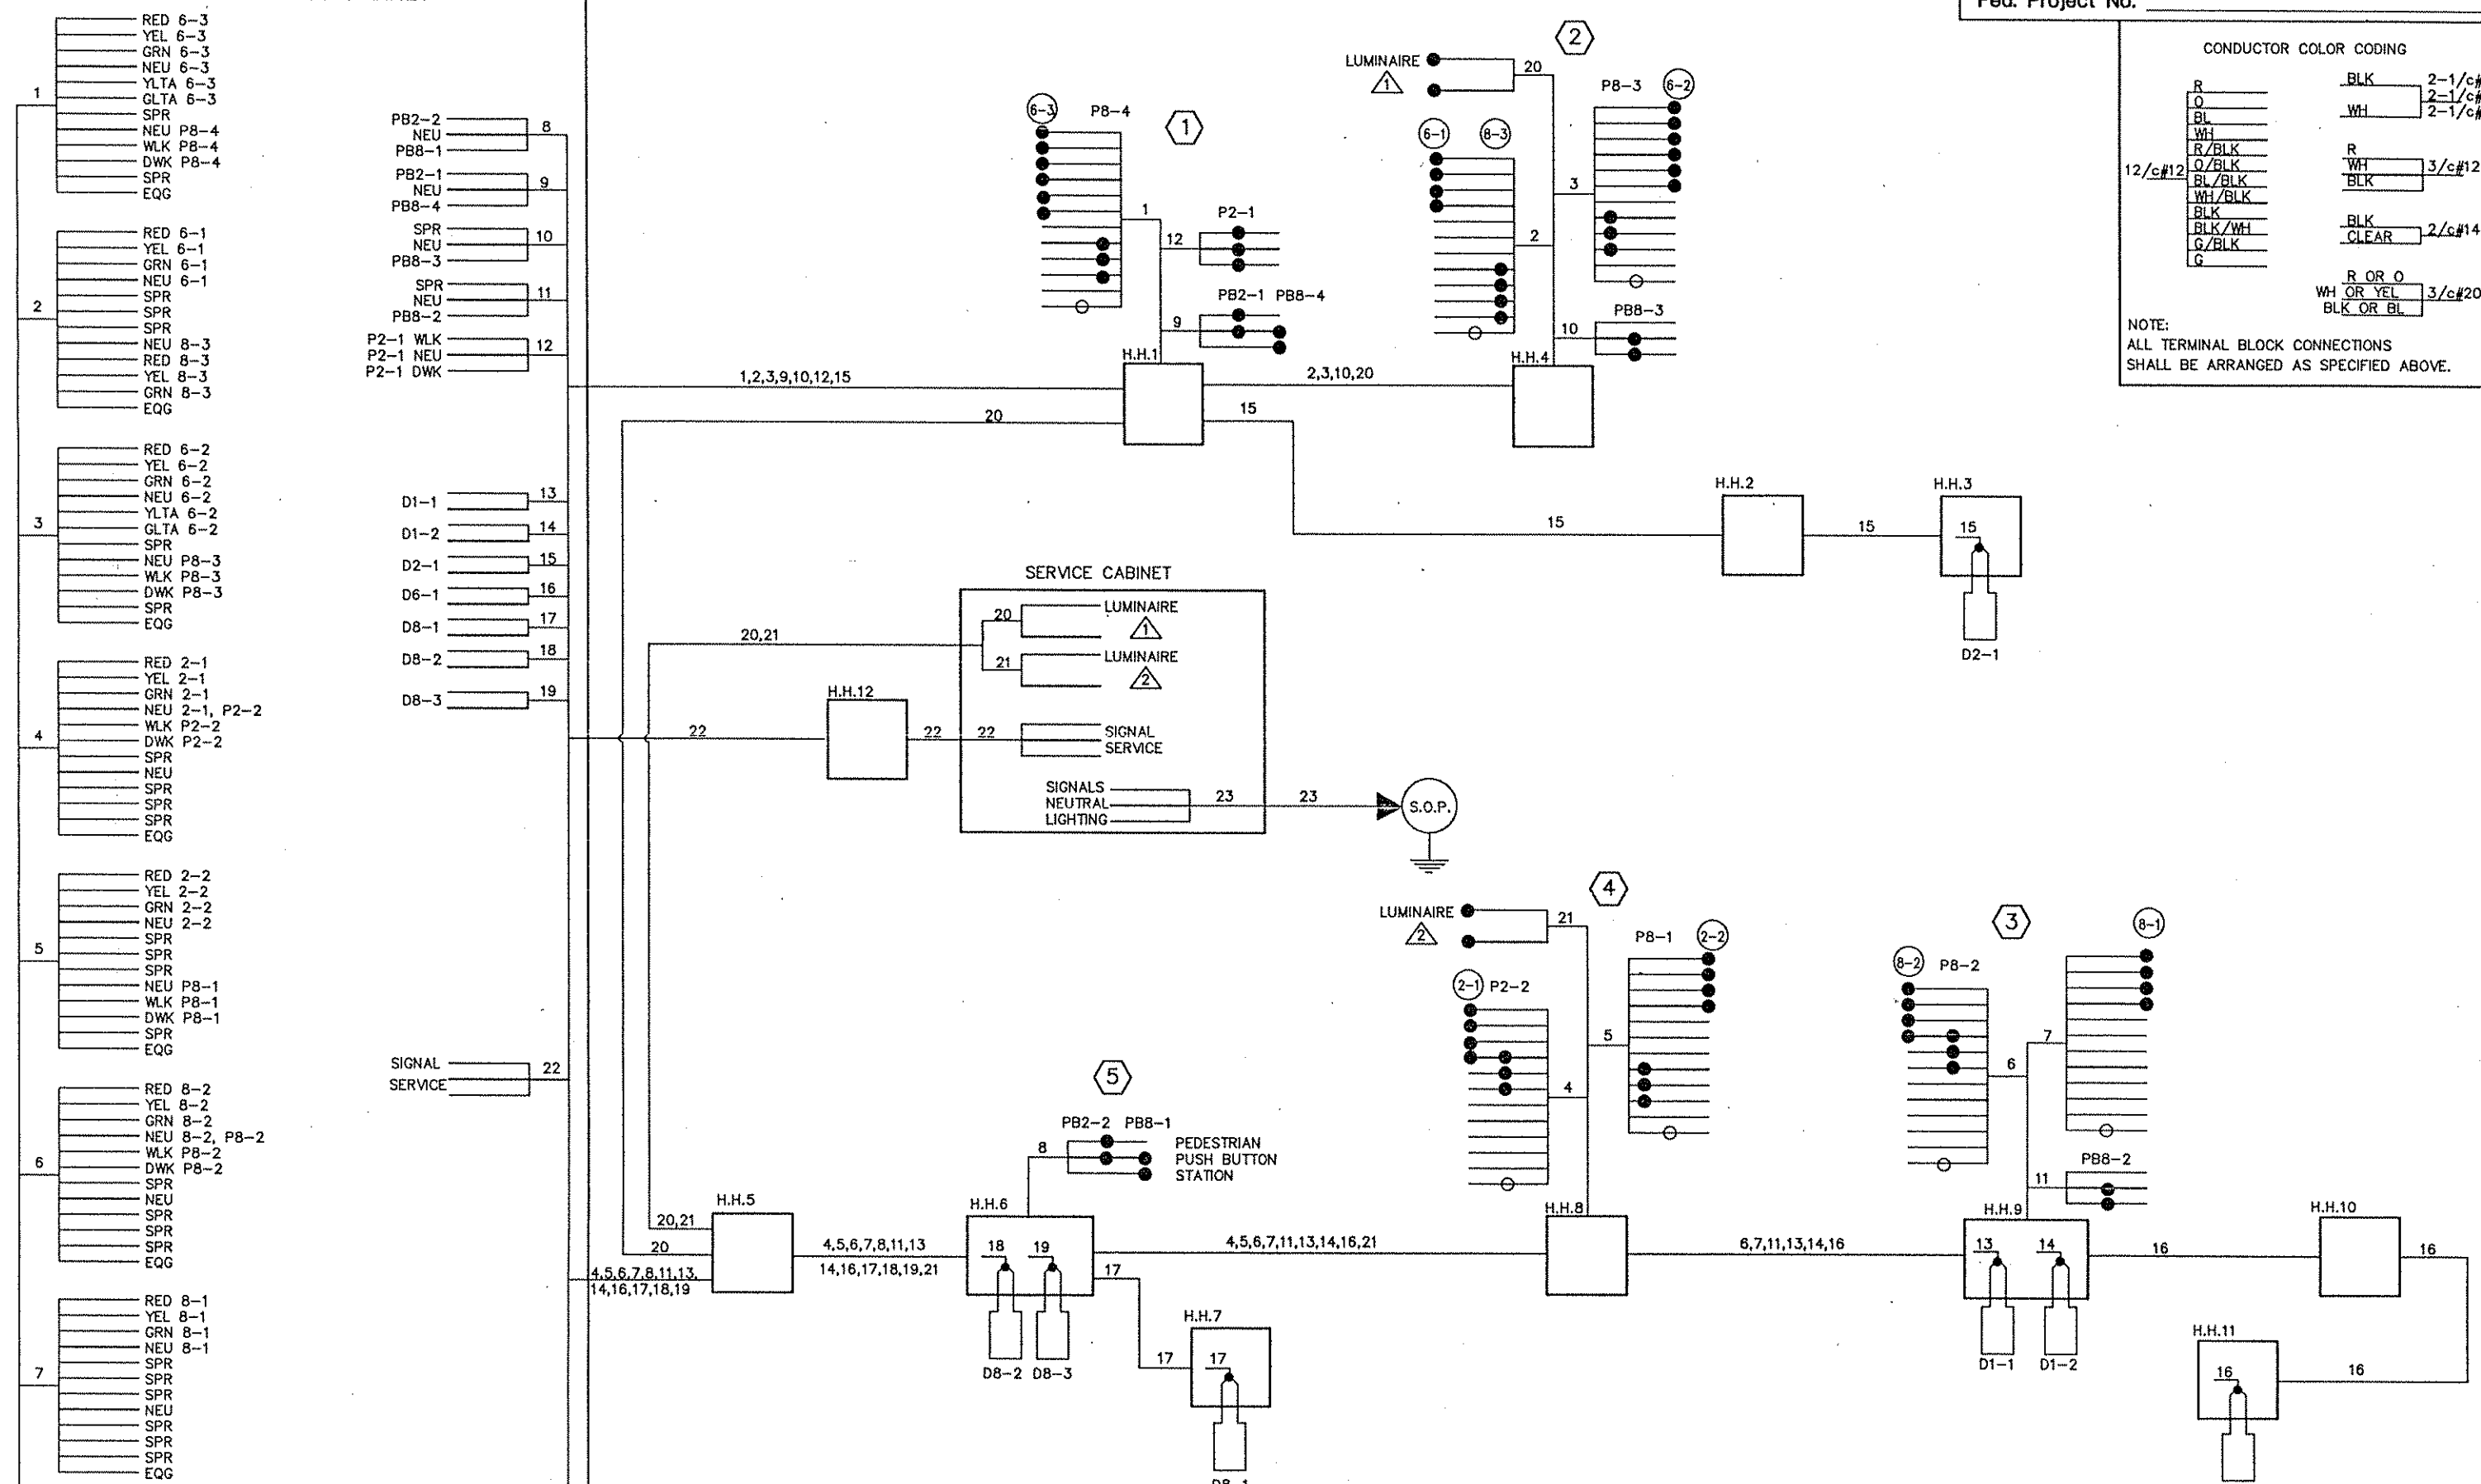 Fed. Project No.
CONDUCTOR COLOR CODING
R
O
BL
WH
R/BLK
O/BLK
BL/BLK
WH/BLK
BLK
BLK/WH
G/BLK
G
12/c#12
BLK
WH
2-1/c#
2-1/c#
2-1/c#
R
WH
BLK
3/c#12
BLK
CLEAR
2/c#14
R OR O
WH OR YEL
BLK OR BL
3/c#20
NOTE:
ALL TERMINAL BLOCK CONNECTIONS
SHALL BE ARRANGED AS SPECIFIED ABOVE.
1
RED 6-3
YEL 6-3
GRN 6-3
NEU 6-3
YLTA 6-3
GLTA 6-3
SPR
NEU P8-4
WLK P8-4
DWK P8-4
SPR
EQG
2
RED 6-1
YEL 6-1
GRN 6-1
NEU 6-1
SPR
SPR
SPR
NEU 8-3
RED 8-3
YEL 8-3
GRN 8-3
EQG
3
RED 6-2
YEL 6-2
GRN 6-2
NEU 6-2
YLTA 6-2
GLTA 6-2
SPR
NEU P8-3
WLK P8-3
DWK P8-3
SPR
EQG
4
RED 2-1
YEL 2-1
GRN 2-1
NEU 2-1, P2-2
WLK P2-2
DWK P2-2
SPR
NEU
SPR
SPR
SPR
EQG
5
RED 2-2
YEL 2-2
GRN 2-2
NEU 2-2
SPR
SPR
SPR
NEU P8-1
WLK P8-1
DWK P8-1
SPR
EQG
6
RED 8-2
YEL 8-2
GRN 8-2
NEU 8-2, P8-2
WLK P8-2
DWK P8-2
SPR
NEU
SPR
SPR
SPR
EQG
7
RED 8-1
YEL 8-1
GRN 8-1
NEU 8-1
SPR
SPR
SPR
NEU
SPR
SPR
SPR
EQG
PB2-2
NEU
PB8-1
8
PB2-1
NEU
PB8-4
9
SPR
NEU
PB8-3
10
SPR
NEU
PB8-2
11
P2-1 WLK
P2-1 NEU
P2-1 DWK
12
D1-1 13
D1-2 14
D2-1 15
D6-1 16
D8-1 17
D8-2 18
D8-3 19
SIGNAL
SERVICE
22
6-3 P8-4
1
1
P2-1
12
PB2-1 PB8-4
9
H.H.1
1,2,3,9,10,12,15
20
2,3,10,20
15
LUMINAIRE
1
20
2
P8-3 6-2
6-1 8-3
3
2
PB8-3
10
H.H.4
H.H.2
15
15
H.H.3
15
D2-1
SERVICE CABINET
20,21
20
LUMINAIRE
1
21
LUMINAIRE
2
22
H.H.12
22
22
SIGNAL
SERVICE
SIGNALS
NEUTRAL
LIGHTING
23
23
S.O.P.
LUMINAIRE
2
21
4
P8-1 2-2
2-1 P2-2
5
4
3
8-2 P8-2
8-1
7
6
PB8-2
11
5
PB2-2 PB8-1
8
PEDESTRIAN
PUSH BUTTON
STATION
H.H.5
20,21
20
4,5,6,7,8,11,13,
14,16,17,18,19
4,5,6,7,8,11,13
14,16,17,18,19,21
H.H.6
18
19
D8-2 D8-3
4,5,6,7,11,13,14,16,21
17
H.H.7
17
17
D8-1
H.H.8
6,7,11,13,14,16
H.H.9
13
14
D1-1
D1-2
16
H.H.10
16
H.H.11
16
16